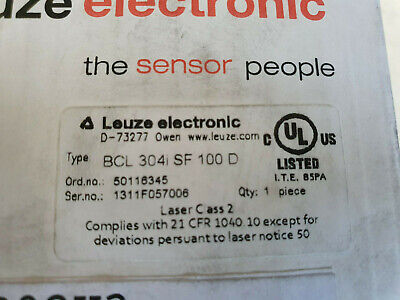 uze electronic
the sensor people
Leuze electronic
D-73277 Owen www.leuze.com
Type BCL 304i SF 100 D
Ord.no.: 50116345
Ser.no.: 1311F057006 Qty: 1 piece
C UL US
LISTED
I.T.E. 85PA
Laser Class 2
Complies with 21 CFR 1040.10 except for
deviations persuant to laser notice 50